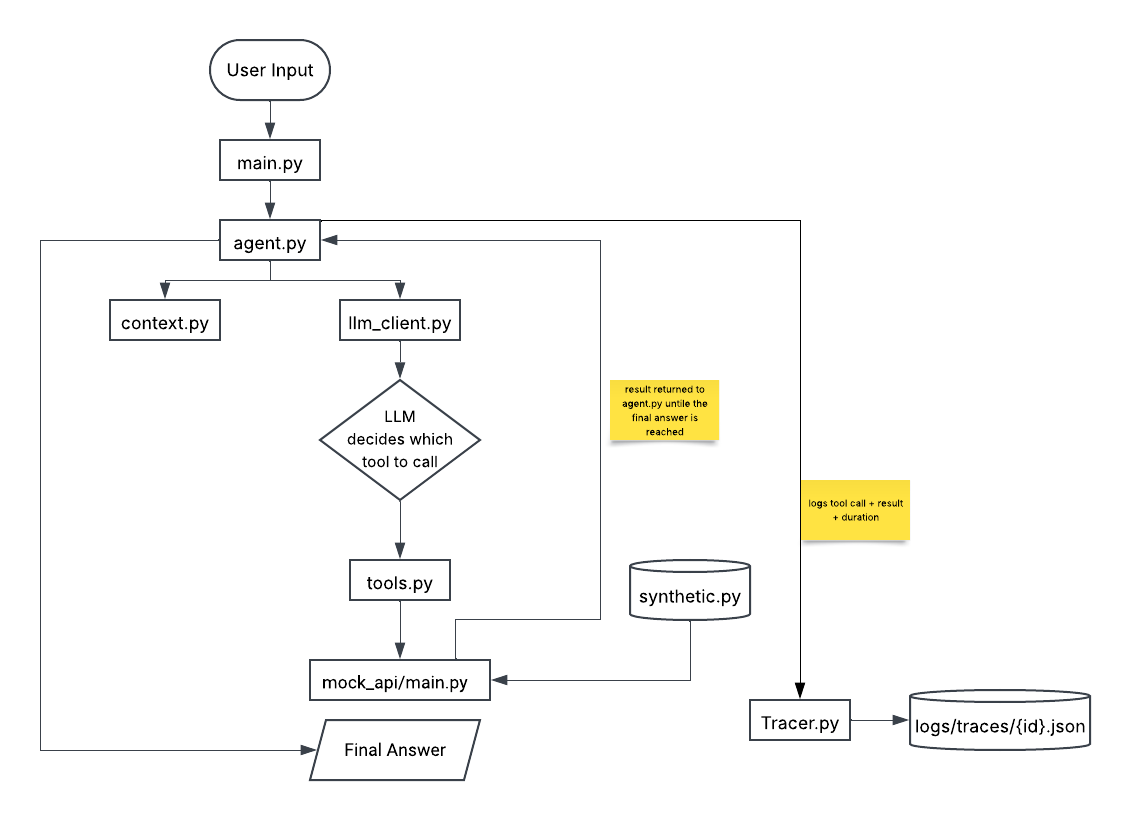 User Input
main.py
agent.py
context.py
llm_client.py
LLM
decides which
tool to call
result returned to
agent.py untile the
final answer is
reached
logs tool call + result
+ duration
tools.py
synthetic.py
mock_api/main.py
Tracer.py
logs/traces/{id}.json
Final Answer